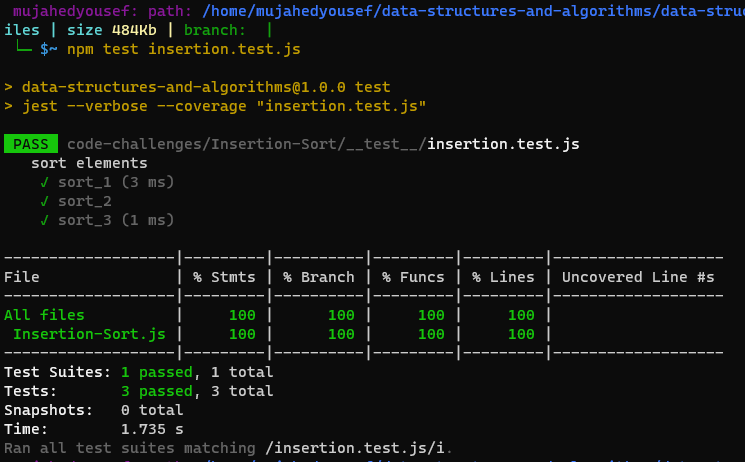 mujahedyousef: path: /home/mujahedyousef/data-structures-and-algorithms/data-struc
iles | size 484Kb | branch:  |
└─ $~ npm test insertion.test.js
> data-structures-and-algorithms@1.0.0 test
> jest --verbose --coverage "insertion.test.js"
PASS code-challenges/Insertion-Sort/__test__/insertion.test.js
sort elements
✓ sort_1 (3 ms)
✓ sort_2
✓ sort_3 (1 ms)
-------------------|---------|----------|---------|---------|-------------------
File               | % Stmts | % Branch | % Funcs | % Lines | Uncovered Line #s
-------------------|---------|----------|---------|---------|-------------------
All files          |     100 |      100 |     100 |     100 |
Insertion-Sort.js |     100 |      100 |     100 |     100 |
-------------------|---------|----------|---------|---------|-------------------
Test Suites: 1 passed, 1 total
Tests:       3 passed, 3 total
Snapshots:   0 total
Time:        1.735 s
Ran all test suites matching /insertion.test.js/i.